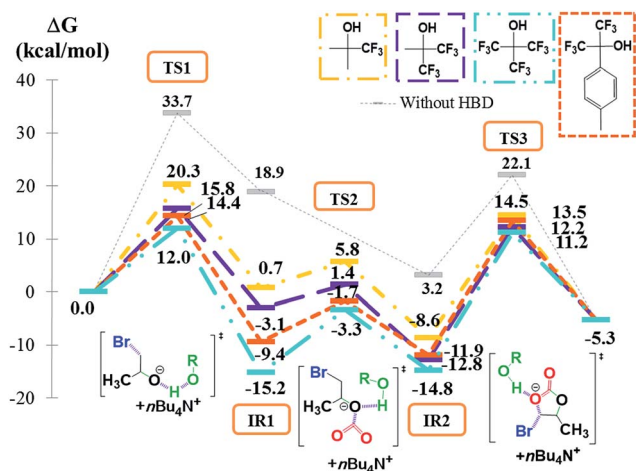 ΔG
(kcal/mol)
40
30
20
10
0
-10
-20
TS1
TS2
TS3
IR1
IR2
OH
CF₃
OH
CF₃
CF₃
OH
F₃C
CF₃
CF₃
CF₃
F₃C
OH
CF₃
Without HBD
33.7
20.3
15.8
14.4
12.0
0.0
18.9
0.7
-3.1
-9.4
-15.2
5.8
1.4
-1.7
-3.3
3.2
-8.6
-11.9
-12.8
-14.8
22.1
14.5
13.5
12.2
11.2
-5.3
Br
H₃C
O
H
O
R
‡
+nBu₄N⁺
Br
R
O
H₃C
O
H
O
O
‡
+nBu₄N⁺
R
O
H
O
O
O
Br
CH₃
‡
+nBu₄N⁺